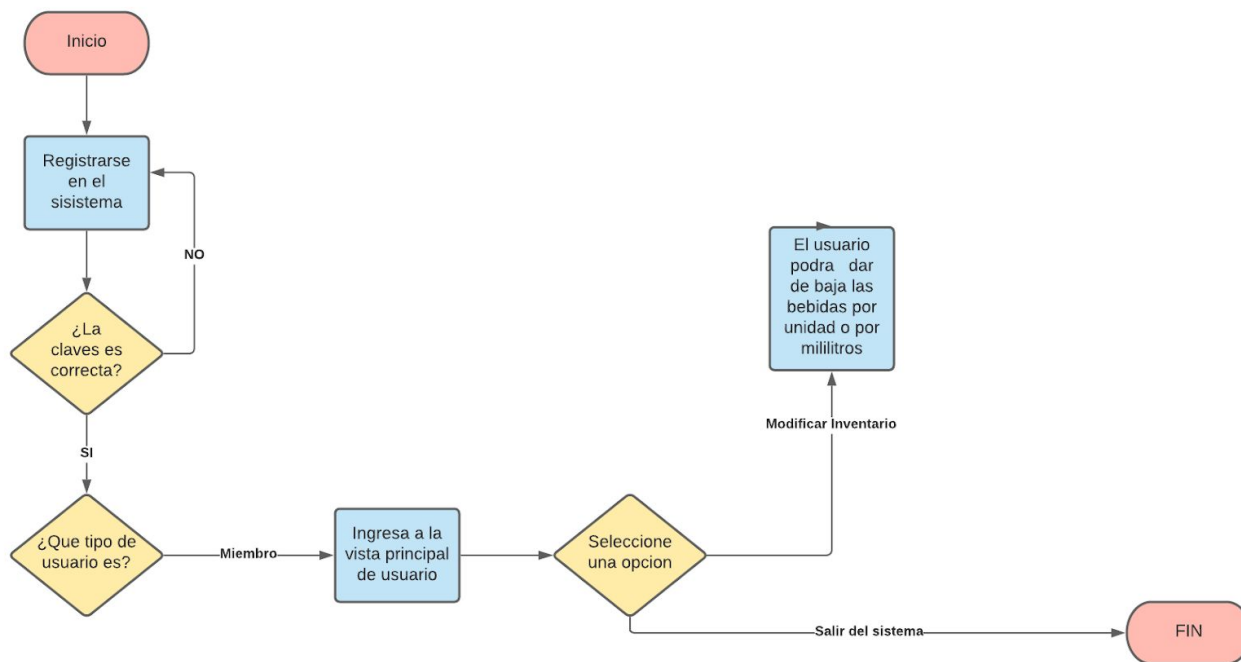 Inicio
Registrarse
en el
sisistema
NO
¿La
claves es
correcta?
SI
¿Que tipo de
usuario es?
Miembro
Ingresa a la
vista principal
de usuario
Seleccione
una opcion
Modificar Inventario
El usuario
podra dar
de baja las
bebidas por
unidad o por
mililitros
Salir del sistema
FIN